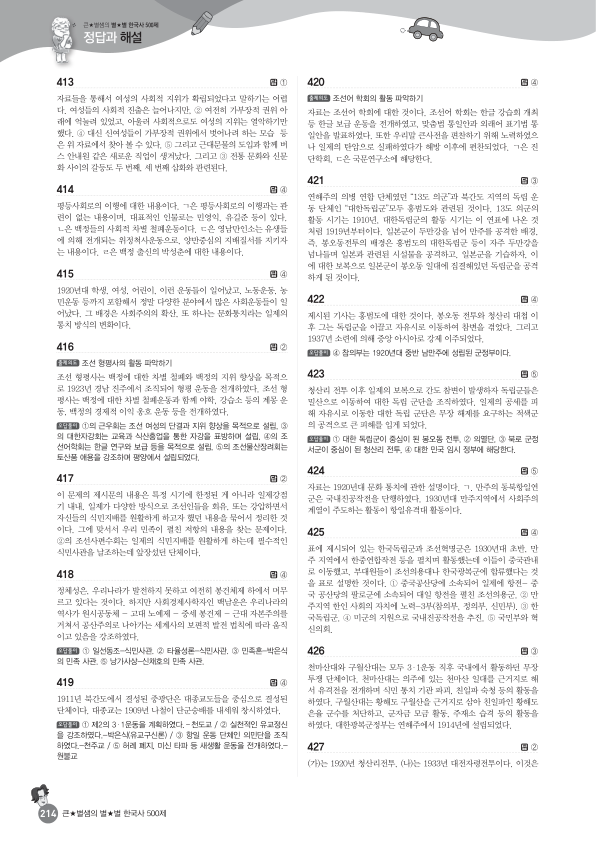 큰★별쌤의 별★별 한국사 500제
정답과 해설
413 답 ①
자료들을 통해서 여성의 사회적 지위가 확립되었다고 말하기는 어렵
다. 여성들의 사회적 진출은 늘어나지만, ② 여전히 가부장적 권위 아
래에 억눌려 있었고, 아울러 사회적으로도 여성의 지위는 열악하기만
했다. ④ 대신 신여성들이 가부장적 권위에서 벗어나려 하는 모습 등
은 위 자료에서 찾아 볼 수 있다. ⑤ 그리고 근대문물의 도입과 함께 버
스 안내원 같은 새로운 직업이 생겨났다. 그리고 ③ 전통 문화와 신문
화 사이의 갈등도 두 번째, 세 번째 삽화와 관련된다.
414 답 ④
평등사회로의 이행에 대한 내용이다. ㄱ은 평등사회로의 이행과는 관
련이 없는 내용이며, 대표적인 인물로는 민영익, 유길준 등이 있다.
ㄴ은 백정들의 사회적 차별 철폐운동이다. ㄷ은 영남만인소는 유생들
에 의해 전개되는 위정척사운동으로, 양반중심의 지배질서를 지키자
는 내용이다. ㄹ은 백정 출신의 박성춘에 대한 내용이다.
415 답 ④
1920년대 학생, 여성, 어린이, 이런 운동들이 일어났고, 노동운동, 농
민운동 등까지 포함해서 정말 다양한 분야에서 많은 사회운동들이 일
어났다. 그 배경은 사회주의의 확산, 또 하나는 문화통치라는 일제의
통치 방식의 변화이다.
416 답 ②
출제의도 조선 형평사의 활동 파악하기
조선 형평사는 백정에 대한 차별 철폐와 백정의 지위 향상을 목적으
로 1923년 경남 진주에서 조직되어 형평 운동을 전개하였다. 조선 형
평사는 백정에 대한 차별 철폐운동과 함께 야학, 강습소 등의 계몽 운
동, 백정의 경제적 이익 옹호 운동 등을 전개하였다.
오답풀이 ①의 근우회는 조선 여성의 단결과 지위 향상을 목적으로 설립, ③
의 대한자강회는 교육과 식산흥업을 통한 자강을 표방하며 설립, ④의 조
선어학회는 한글 연구와 보급 등을 목적으로 설립, ⑤의 조선물산장려회는
토산품 애용을 강조하며 평양에서 설립되었다.
417 답 ②
이 문제의 제시문의 내용은 특정 시기에 한정된 게 아니라 일제강점
기 내내, 일제가 다양한 방식으로 조선인들을 회유, 또는 강압하면서
자신들의 식민지배를 원활하게 하고자 했던 내용을 묶어서 정리한 것
이다. 그에 맞서서 우리 민족이 펼친 저항의 내용을 찾는 문제이다.
②의 조선사편수회는 일제의 식민지배를 원활하게 하는데 필수적인
식민사관을 날조하는데 앞장섰던 단체이다.
418 답 ④
정체성은, 우리나라가 발전하지 못하고 여전히 봉건체제 하에서 머무
르고 있다는 것이다. 하지만 사회경제사학자인 백남운은 우리나라의
역사가 원시공동체 – 고대 노예제 – 중세 봉건제 – 근대 자본주의를
거쳐서 공산주의로 나아가는 세계사의 보편적 발전 법칙에 따라 움직
이고 있음을 강조하였다.
오답풀이 ① 일선동조–식민사관, ② 타율성론–식민사관, ③ 민족혼–박은식
의 민족 사관, ⑤ 낭가사상–신채호의 민족 사관.
419 답 ④
1911년 북간도에서 결성된 중광단은 대종교도들을 중심으로 결성된
단체이다. 대종교는 1909년 나철이 단군숭배를 내세워 창시하였다.
오답풀이 ① 제2의 3·1운동을 계획하였다.– 천도교 / ② 실천적인 유교정신
을 강조하였다.–박은식(유교구신론) / ③ 항일 운동 단체인 의민단을 조직
하였다.–천주교 / ⑤ 허례 폐지, 미신 타파 등 새생활 운동을 전개하였다.–
원불교
420 답 ④
출제의도 조선어 학회의 활동 파악하기
자료는 조선어 학회에 대한 것이다. 조선어 학회는 한글 강습회 개최
등 한글 보급 운동을 전개하였고, 맞춤법 통일안과 외래어 표기법 통
일안을 발표하였다. 또한 우리말 큰사전을 편찬하기 위해 노력하였으
나 일제의 탄압으로 실패하였다가 해방 이후에 편찬되었다. ㄱ은 진
단학회, ㄷ은 국문연구소에 해당한다.
421 답 ③
연해주의 의병 연합 단체였던 “13도 의군”과 북간도 지역의 독립 운
동 단체인 “대한독립군”모두 홍범도와 관련된 것이다. 13도 의군의
활동 시기는 1910년, 대한독립군의 활동 시기는 이 연표에 나온 것
처럼 1919년부터이다. 일본군이 두만강을 넘어 만주를 공격한 배경,
즉, 봉오동전투의 배경은 홍범도의 대한독립군 등이 자주 두만강을
넘나들며 일본과 관련된 시설물을 공격하고, 일본군을 기습하자, 이
에 대한 보복으로 일본군이 봉오동 일대에 집결해있던 독립군을 공격
하게 된 것이다.
422 답 ④
제시된 기사는 홍범도에 대한 것이다. 봉오동 전투와 청산리 대첩 이
후 그는 독립군을 이끌고 자유시로 이동하여 참변을 겪었다. 그리고
1937년 소련에 의해 중앙 아시아로 강제 이주되었다.
오답풀이 ④ 참의부는 1920년대 중반 남만주에 성립된 군정부이다.
423 답 ⑤
청산리 전투 이후 일제의 보복으로 간도 참변이 발생하자 독립군들은
밀산으로 이동하여 대한 독립 군단을 조직하였다. 일제의 공세를 피
해 자유시로 이동한 대한 독립 군단은 무장 해제를 요구하는 적색군
의 공격으로 큰 피해를 입게 되었다.
오답풀이 ① 대한 독립군이 중심이 된 봉오동 전투, ② 의열단, ③ 북로 군정
서군이 중심이 된 청산리 전투, ④ 대한 민국 임시 정부에 해당한다.
424 답 ⑤
자료는 1920년대 문화 통치에 관한 설명이다. ㄱ. 만주의 동북항일연
군은 국내진공작전을 단행하였다. 1930년대 만주지역에서 사회주의
계열이 주도하는 활동이 항일유격대 활동이다.
425 답 ④
표에 제시되어 있는 한국독립군과 조선혁명군은 1930년대 초반, 만
주 지역에서 한중연합작전 등을 펼치며 활동했는데 이들이 중국관내
로 이동했고, 부대원들이 조선의용대나 한국광복군에 합류했다는 것
을 표로 설명한 것이다. ① 중국공산당에 소속되어 일제에 항전– 중
국 공산당의 팔로군에 소속되어 대일 항전을 펼친 조선의용군, ② 만
주지역 한인 사회의 자치에 노력–3부(참의부, 정의부, 신민부), ③ 한
국독립군, ④ 미군의 지원으로 국내진공작전을 추진, ⑤ 국민부와 혁
신의회.
426 답 ③
천마산대와 구월산대는 모두 3·1운동 직후 국내에서 활동하던 무장
투쟁 단체이다. 천마산대는 의주에 있는 천마산 일대를 근거지로 해
서 유격전을 전개하며 식민 통치 기관 파괴, 친일파 숙청 등의 활동을
하였다. 구월산대는 황해도 구월산을 근거지로 삼아 친일파인 황해도
은율 군수를 처단하고, 군자금 모금 활동, 주재소 습격 등의 활동을
하였다. 대한광복군정부는 연해주에서 1914년에 설립되었다.
427 답 ②
(가)는 1920년 청산리전투, (나)는 1933년 대전자령전투이다. 이것은
214 큰★별쌤의 별★별 한국사 500제